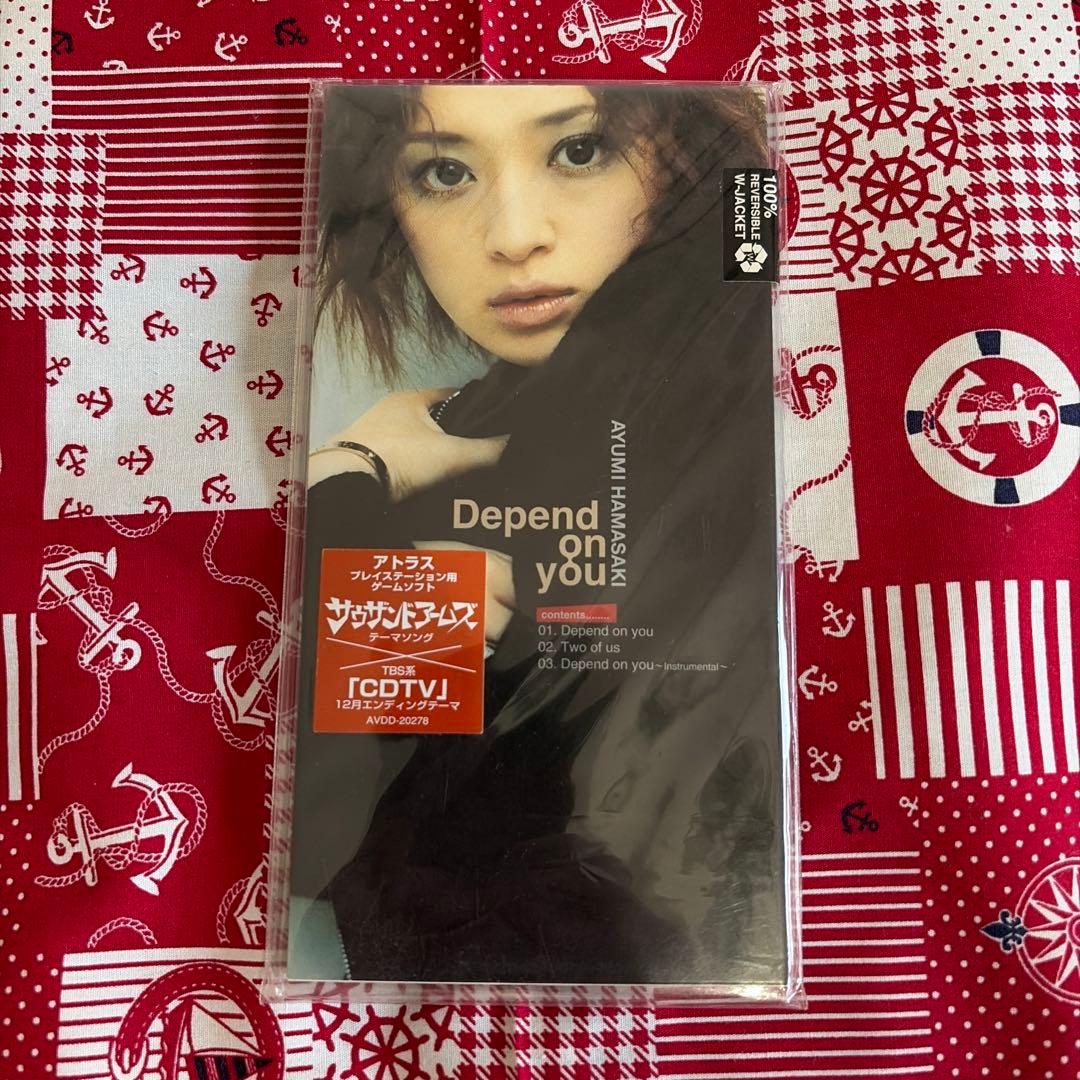 100%
REVERSIBLE
W-JACKET
AYUMI HAMASAKI
Depend
on
you
contents........
01. Depend on you
02. Two of us
03. Depend on you～Instrumental～
アトラス
プレイステーション用
ゲームソフト
サウザンドアームズ
テーマソング
TBS系
「CDTV」
12月エンディングテーマ
AVDD-20278